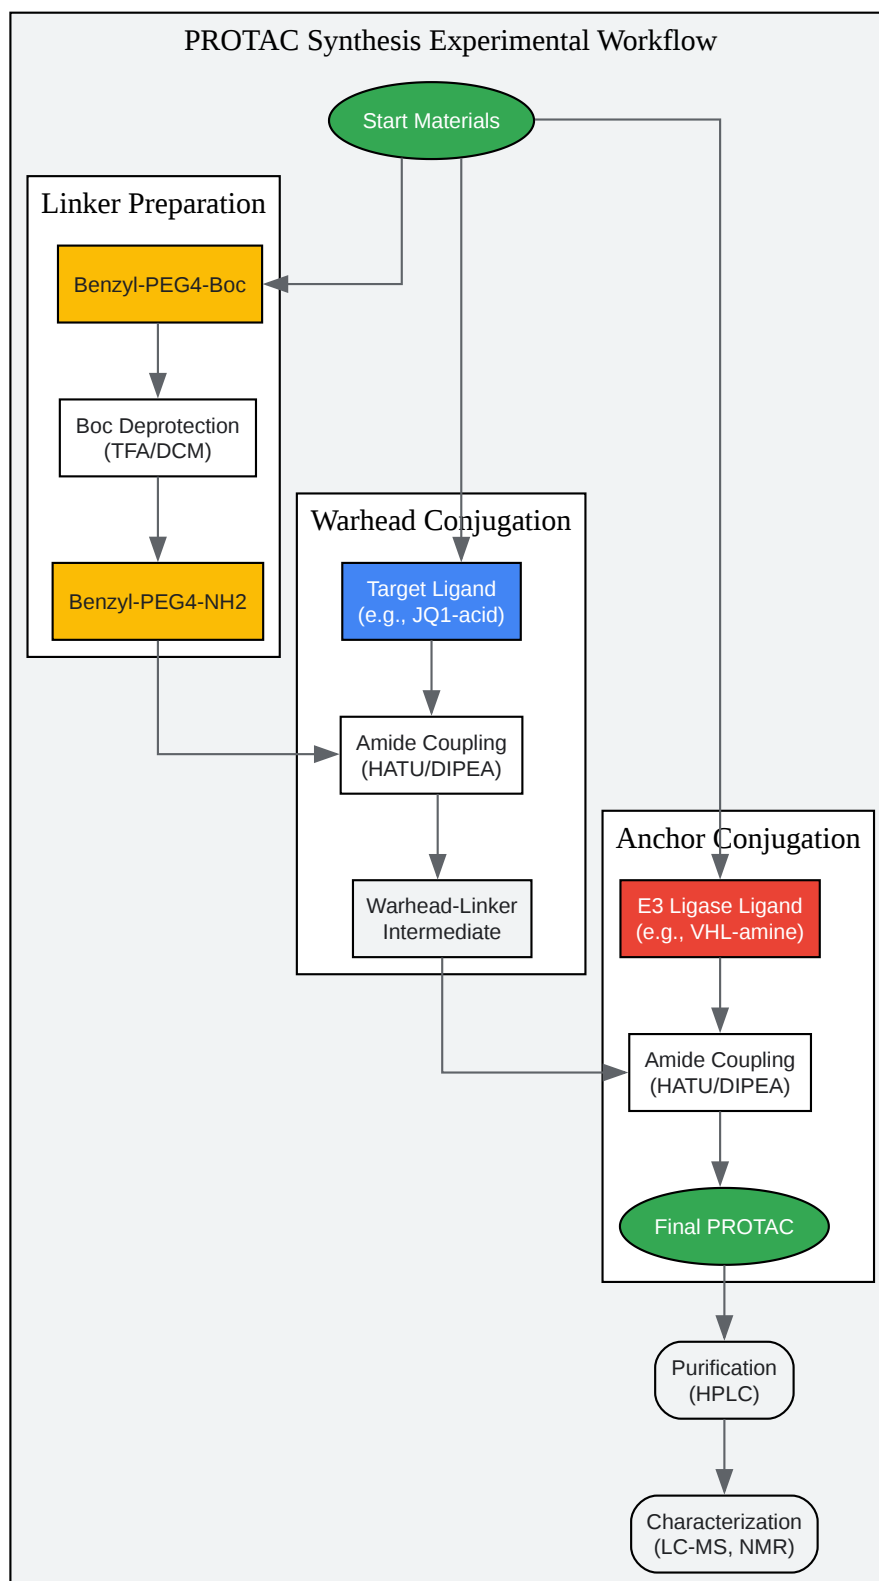 PROTAC Synthesis Experimental Workflow
Start Materials
Linker Preparation
Benzyl-PEG4-Boc
Boc Deprotection
(TFA/DCM)
Benzyl-PEG4-NH2
Warhead Conjugation
Target Ligand
(e.g., JQ1-acid)
Amide Coupling
(HATU/DIPEA)
Warhead-Linker
Intermediate
Anchor Conjugation
E3 Ligase Ligand
(e.g., VHL-amine)
Amide Coupling
(HATU/DIPEA)
Final PROTAC
Purification
(HPLC)
Characterization
(LC-MS, NMR)